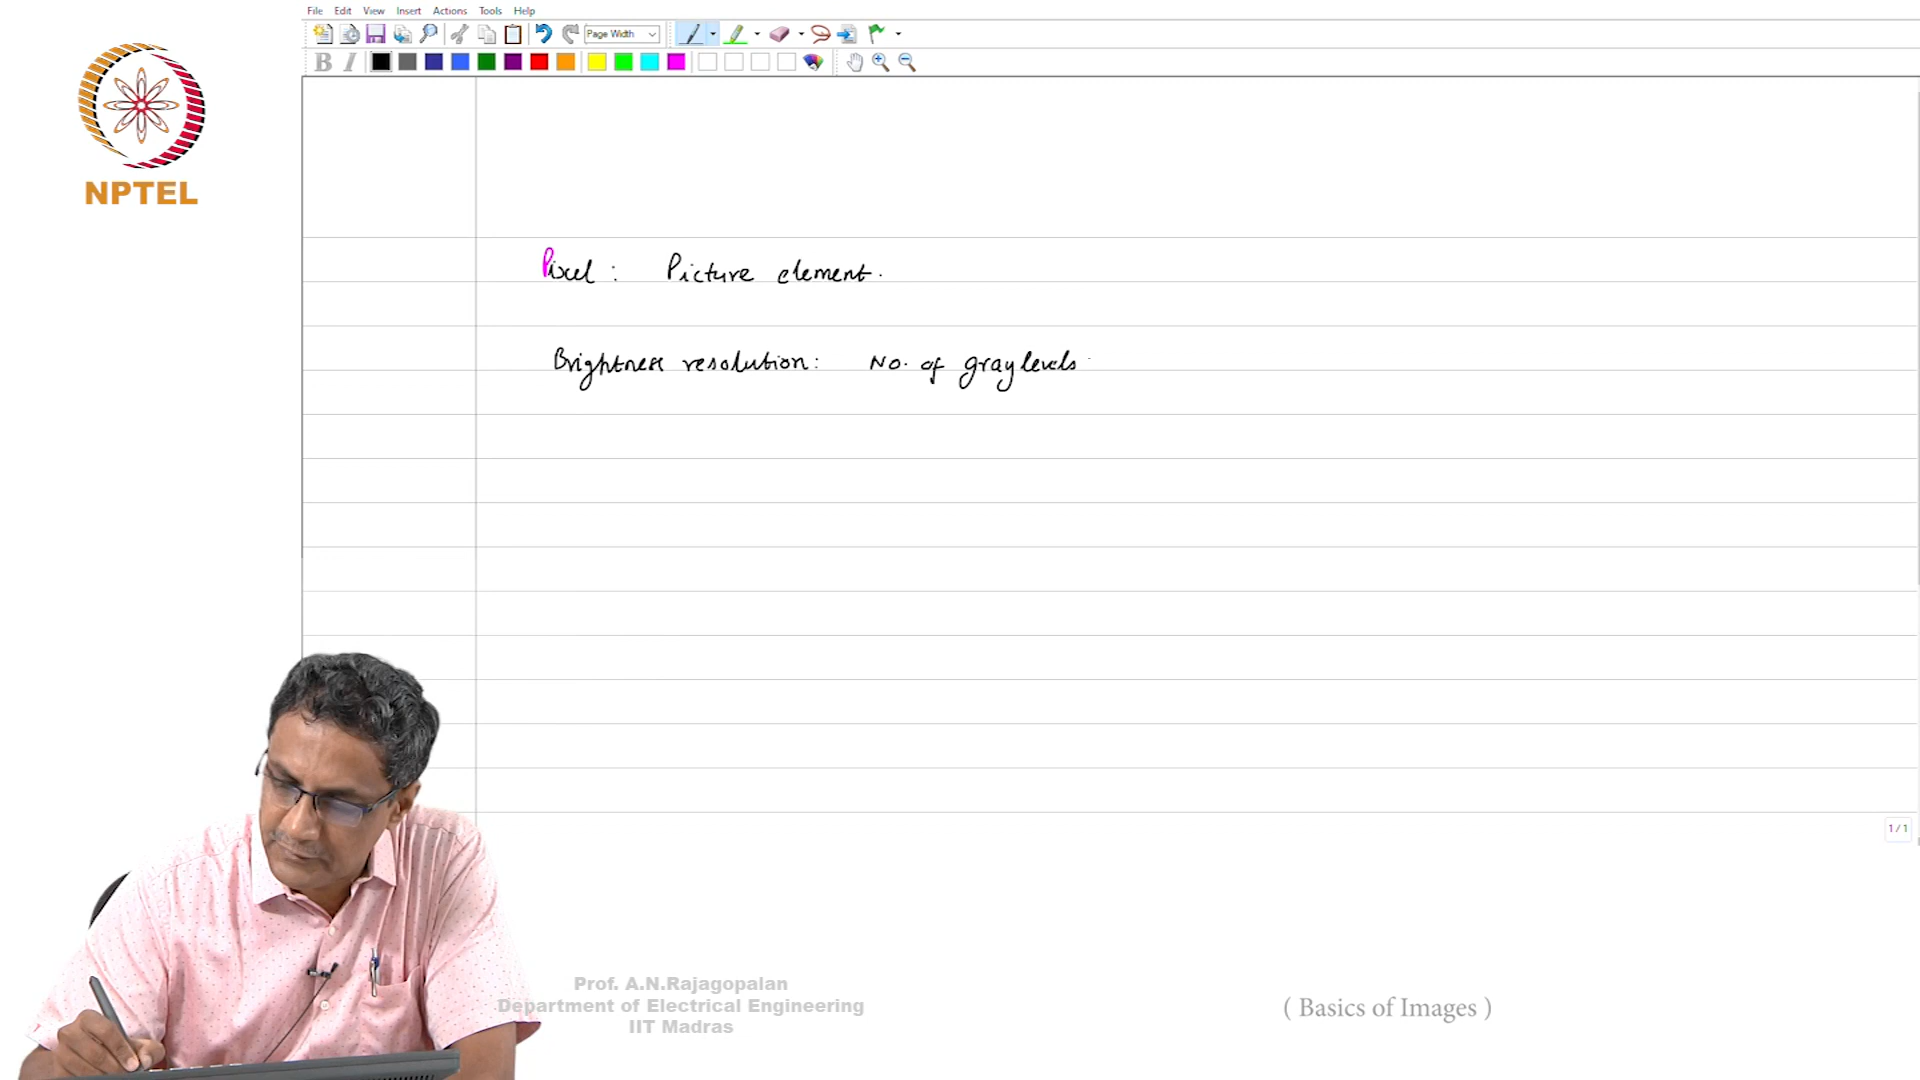 File Edit View Insert Actions Tools Help
Page Width
B I
NPTEL
Pixel : Picture element.
Brightness resolution: No. of gray levels
1 / 1
Prof. A.N.Rajagopalan
Department of Electrical Engineering
IIT Madras
( Basics of Images )